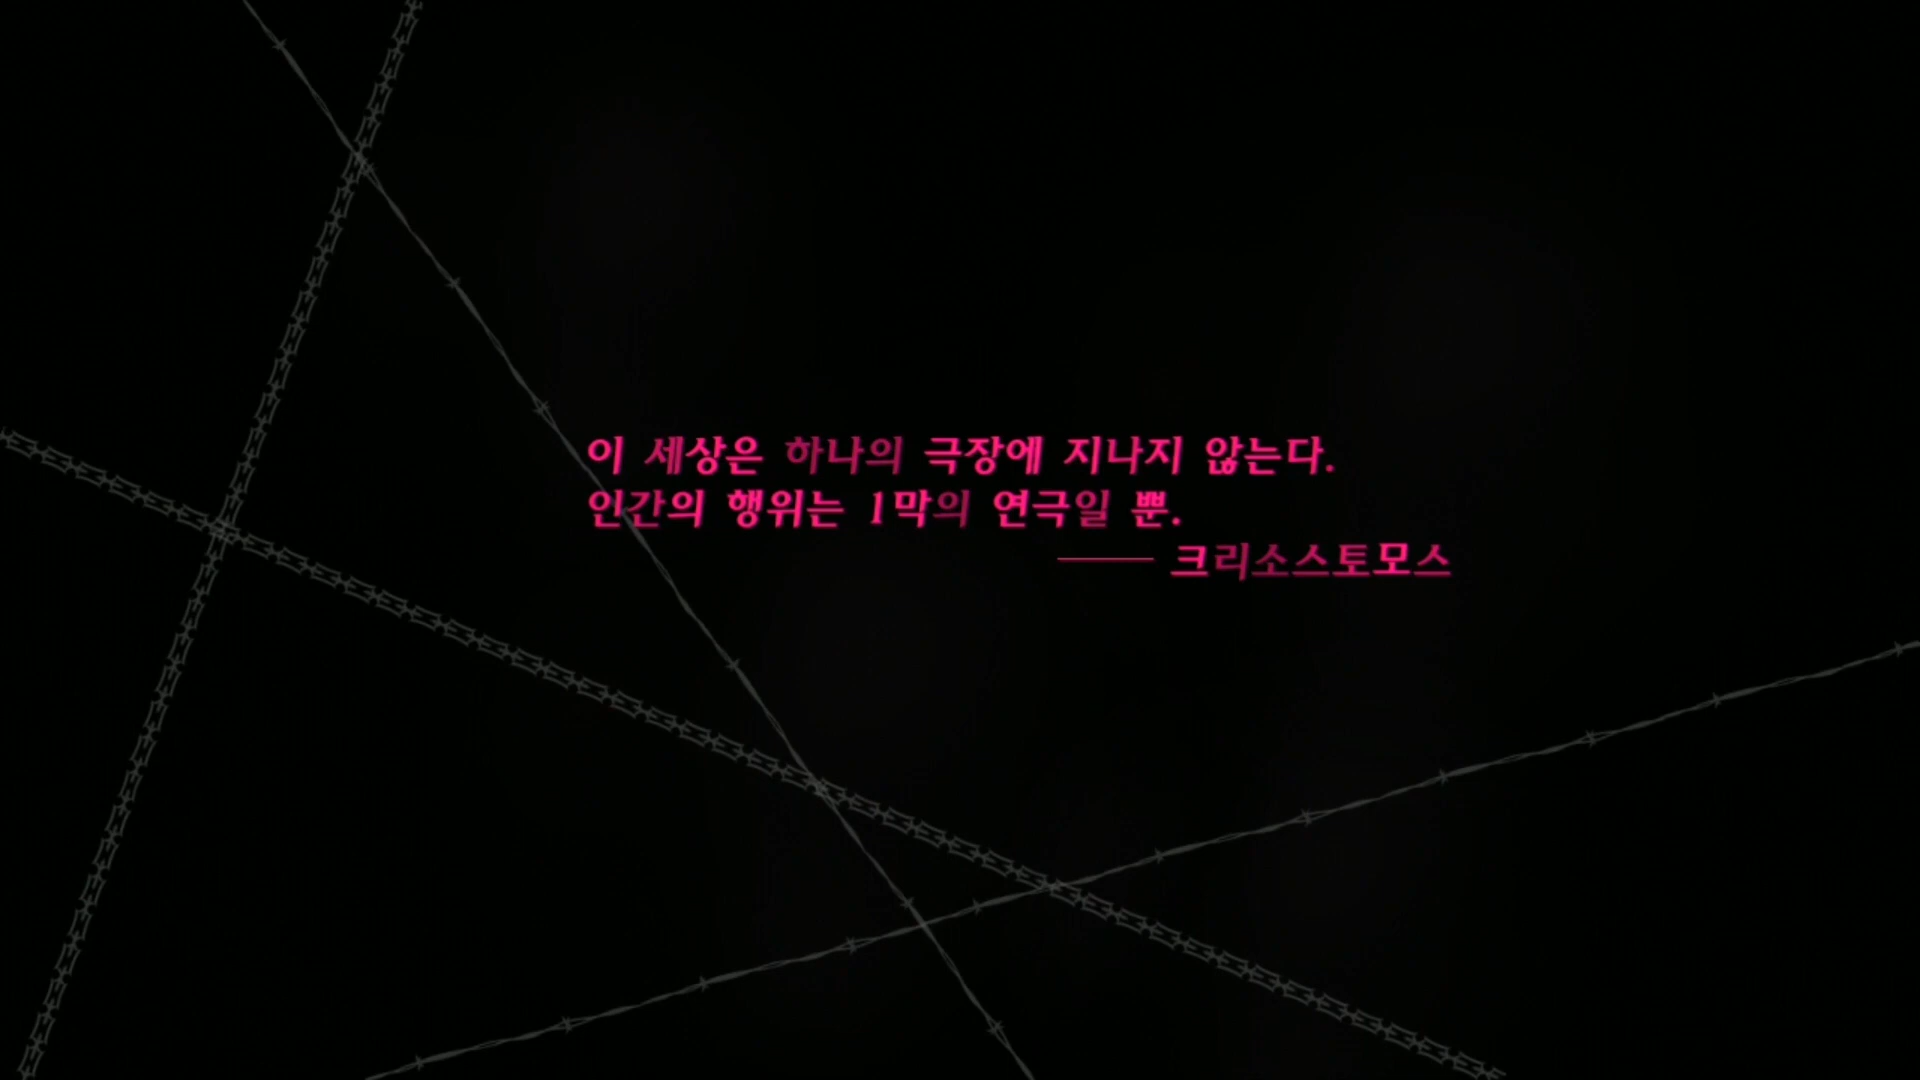 이 세상은 하나의 극장에 지나지 않는다.
인간의 행위는 1막의 연극일 뿐.
―― 크리소스토모스